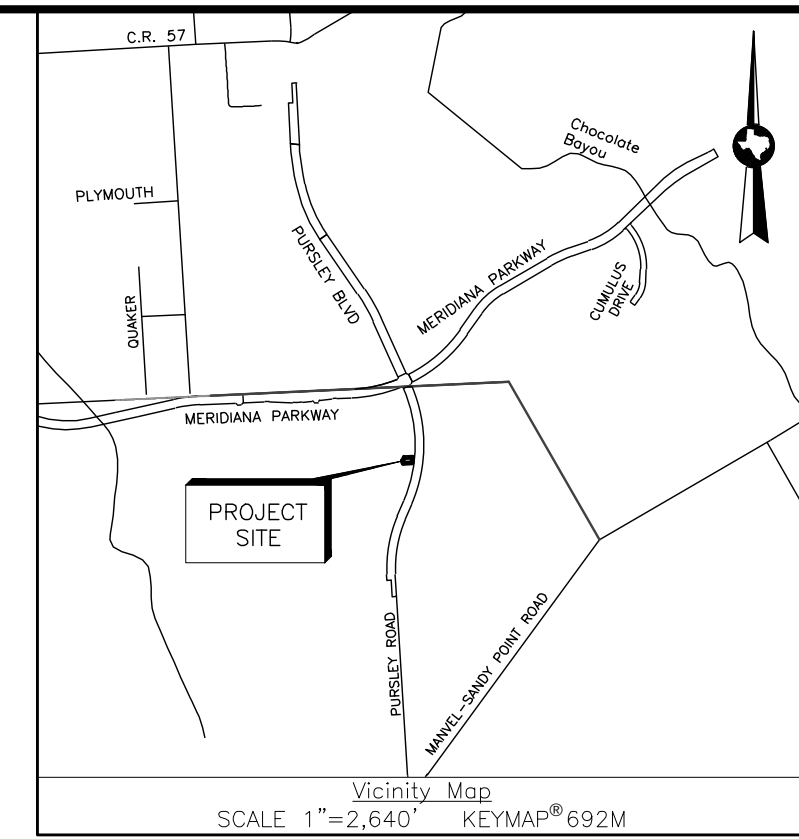 C.R. 57
Chocolate
Bayou
PLYMOUTH
PURSLEY BLVD
MERIDIANA PARKWAY
CUMULUS
DRIVE
QUAKER
MERIDIANA PARKWAY
PROJECT
SITE
PURSLEY ROAD
MANVEL-SANDY POINT ROAD
Vicinity Map
SCALE 1"=2,640' KEYMAP® 692M